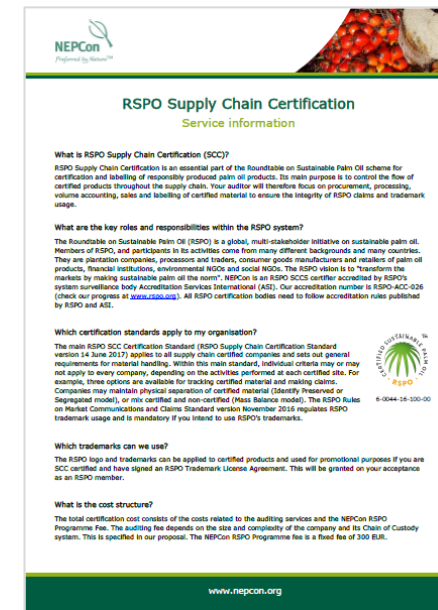 NEPCon
Preferred by Nature™
RSPO Supply Chain Certification
Service information
What is RSPO Supply Chain Certification (SCC)?
RSPO Supply Chain Certification is an essential part of the Roundtable on Sustainable Palm Oil scheme for
certification and labelling of responsibly produced palm oil products. Its main purpose is to control the flow of
certified products throughout the supply chain. Your auditor will therefore focus on procurement, processing,
volume accounting, sales and labelling of certified material to ensure the integrity of RSPO claims and trademark
usage.
What are the key roles and responsibilities within the RSPO system?
The Roundtable on Sustainable Palm Oil (RSPO) is a global, multi-stakeholder initiative on sustainable palm oil.
Members of RSPO, and participants in its activities come from many different backgrounds and many countries.
They are plantation companies, processors and traders, consumer goods manufacturers and retailers of palm oil
products, financial institutions, environmental NGOs and social NGOs. The RSPO vision is to "transform the
markets by making sustainable palm oil the norm". NEPCon is an RSPO SCCS certifier accredited by RSPO's
system surveillance body Accreditation Services International (ASI). Our accreditation number is RSPO-ACC-026
(check our progress at www.rspo.org). All RSPO certification bodies need to follow accreditation rules published
by RSPO and ASI.
Which certification standards apply to my organisation?
The main RSPO SCC Certification Standard (RSPO Supply Chain Certification Standard
version 14 June 2017) applies to all supply chain certified companies and sets out general
requirements for material handling. Within this main standard, individual criteria may or may
not apply to every company, depending on the activities performed at each certified site. For
example, three options are available for tracking certified material and making claims.
Companies may maintain physical separation of certified material (Identify Preserved or
Segregated model), or mix certified and non-certified (Mass Balance model). The RSPO Rules
on Market Communications and Claims Standard version November 2016 regulates RSPO
trademark usage and is mandatory if you intend to use RSPO's trademarks.
CERTIFIED SUSTAINABLE PALM OIL
RSPO
TM
6-0044-16-100-00
Which trademarks can we use?
The RSPO logo and trademarks can be applied to certified products and used for promotional purposes if you are
SCC certified and have signed an RSPO Trademark License Agreement. This will be granted on your acceptance
as an RSPO member.
What is the cost structure?
The total certification cost consists of the costs related to the auditing services and the NEPCon RSPO
Programme Fee. The auditing fee depends on the size and complexity of the company and its Chain of Custody
system. This is specified in our proposal. The NEPCon RSPO Programme fee is a fixed fee of 300 EUR.
www.nepcon.org